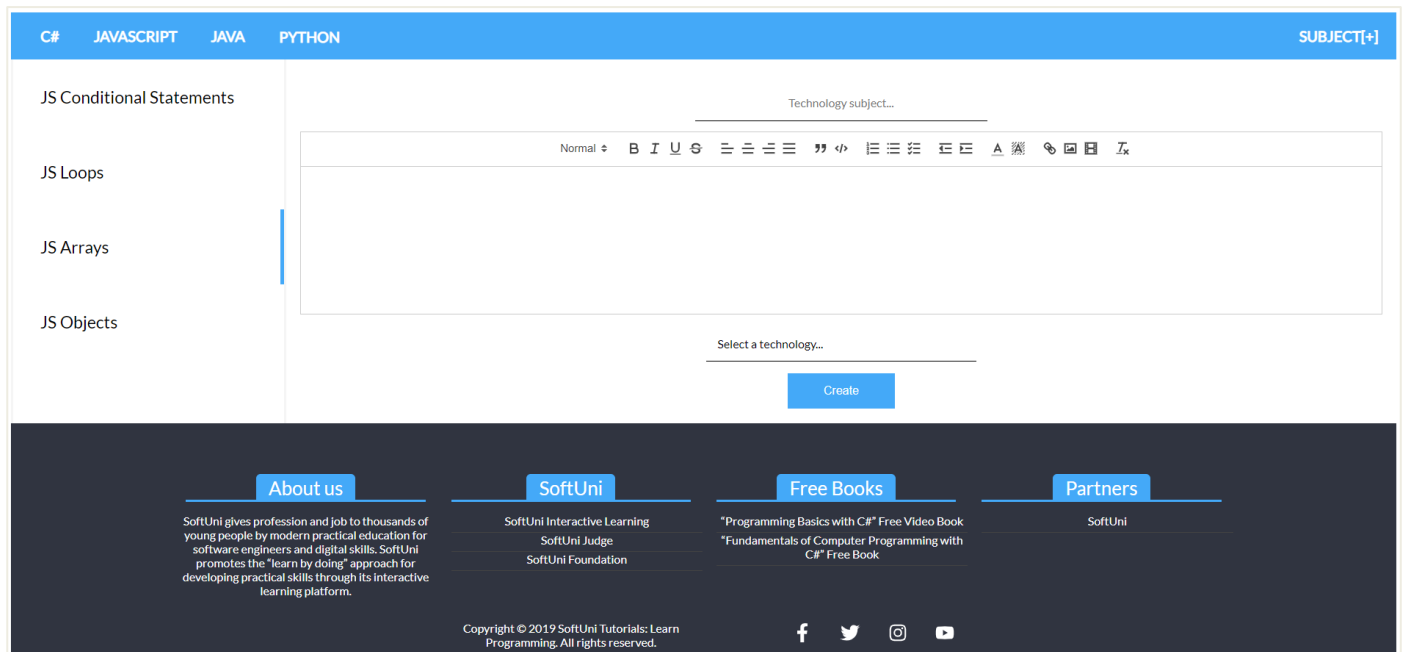 C# JAVASCRIPT JAVA PYTHON SUBJECT[+]
JS Conditional Statements
JS Loops
JS Arrays
JS Objects
Technology subject...
Normal
Select a technology...
Create
About us
SoftUni gives profession and job to thousands of
young people by modern practical education for
software engineers and digital skills. SoftUni
promotes the “learn by doing” approach for
developing practical skills through its interactive
learning platform.
SoftUni
SoftUni Interactive Learning
SoftUni Judge
SoftUni Foundation
Free Books
“Programming Basics with C#” Free Video Book
“Fundamentals of Computer Programming with
C#” Free Book
Partners
SoftUni
Copyright © 2019 SoftUni Tutorials: Learn
Programming. All rights reserved.